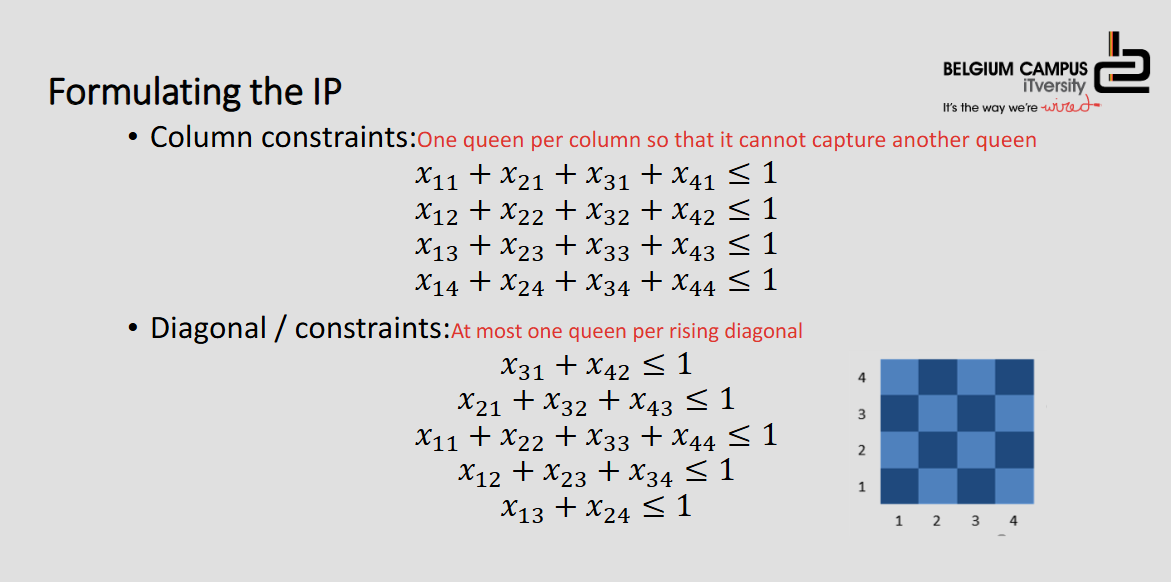 BELGIUM CAMPUS
iTversity
It's the way we're wired
Formulating the IP
• Column constraints:One queen per column so that it cannot capture another queen
x₁₁ + x₂₁ + x₃₁ + x₄₁ ≤ 1
x₁₂ + x₂₂ + x₃₂ + x₄₂ ≤ 1
x₁₃ + x₂₃ + x₃₃ + x₄₃ ≤ 1
x₁₄ + x₂₄ + x₃₄ + x₄₄ ≤ 1
• Diagonal / constraints:At most one queen per rising diagonal
x₃₁ + x₄₂ ≤ 1
x₂₁ + x₃₂ + x₄₃ ≤ 1
x₁₁ + x₂₂ + x₃₃ + x₄₄ ≤ 1
x₁₂ + x₂₃ + x₃₄ ≤ 1
x₁₃ + x₂₄ ≤ 1
4
3
2
1
1 2 3 4